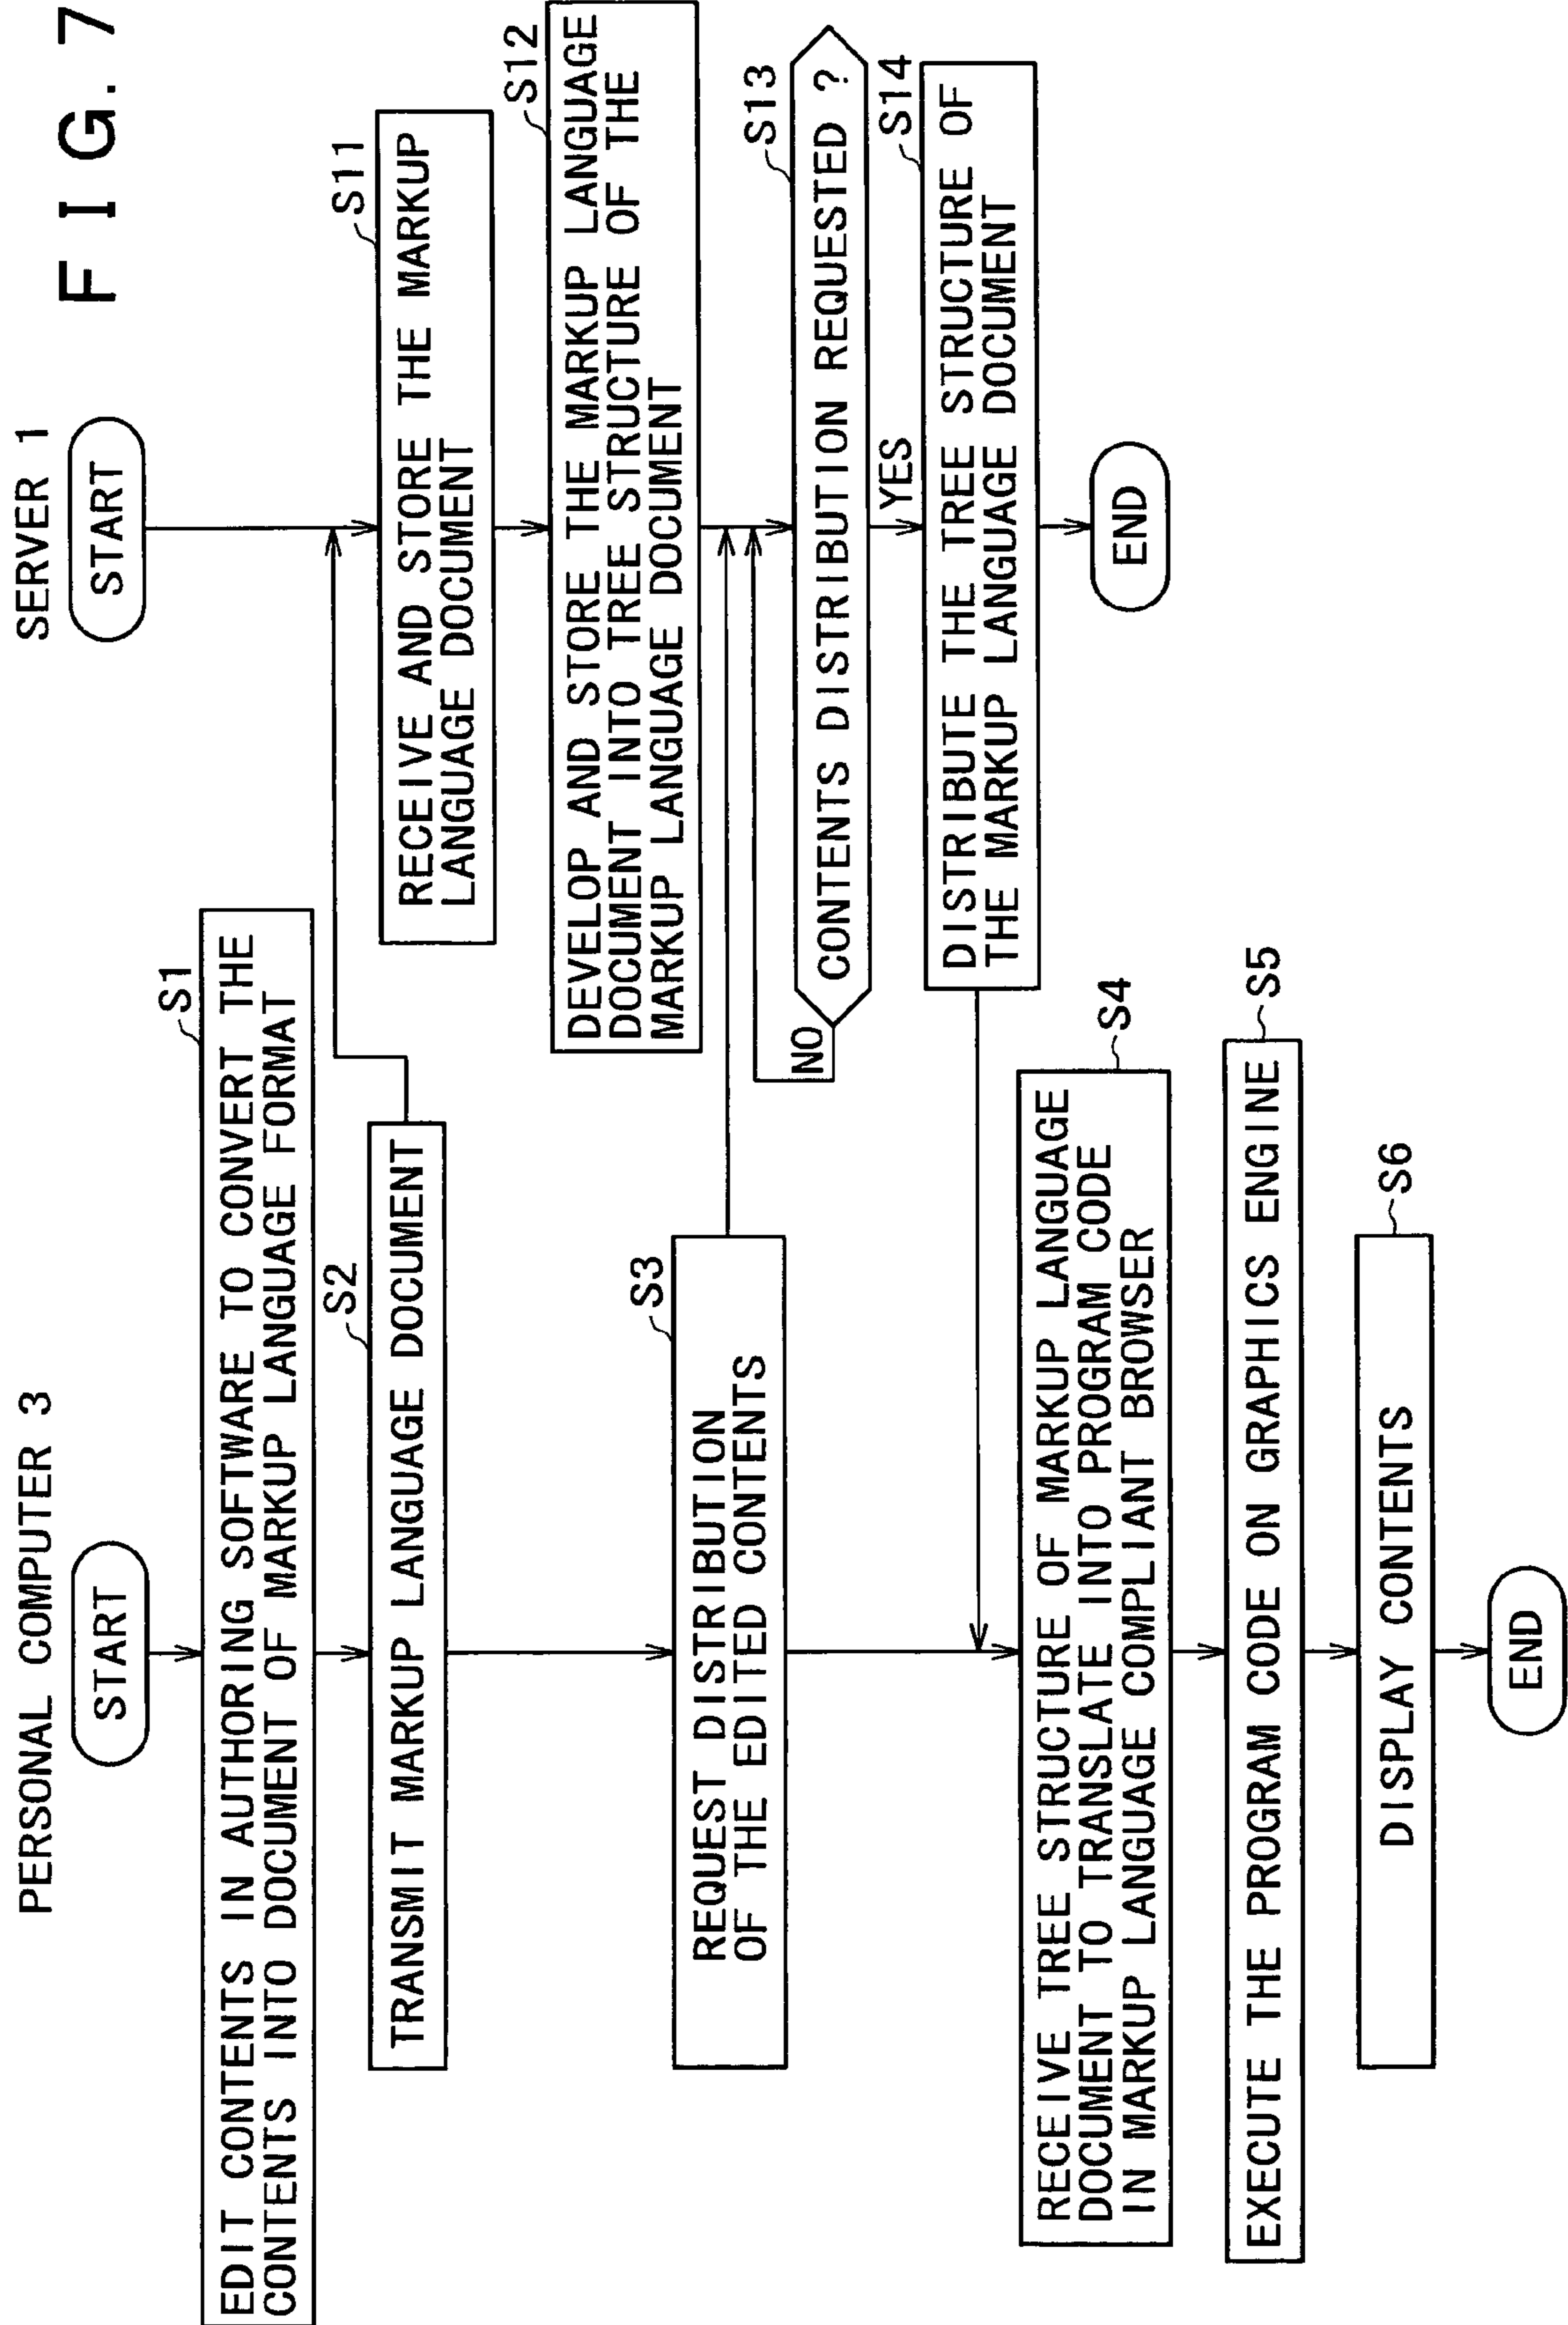 F I G. 7
PERSONAL COMPUTER 3
START
S1
EDIT CONTENTS IN AUTHORING SOFTWARE TO CONVERT THE
CONTENTS INTO DOCUMENT OF MARKUP LANGUAGE FORMAT
S2
TRANSMIT MARKUP LANGUAGE DOCUMENT
S3
REQUEST DISTRIBUTION
OF THE EDITED CONTENTS
S4
RECEIVE TREE STRUCTURE OF MARKUP LANGUAGE
DOCUMENT TO TRANSLATE INTO PROGRAM CODE
IN MARKUP LANGUAGE COMPLIANT BROWSER
S5
EXECUTE THE PROGRAM CODE ON GRAPHICS ENGINE
S6
DISPLAY CONTENTS
END
SERVER 1
START
S11
RECEIVE AND STORE THE MARKUP
LANGUAGE DOCUMENT
S12
DEVELOP AND STORE THE MARKUP LANGUAGE
DOCUMENT INTO TREE STRUCTURE OF THE
MARKUP LANGUAGE DOCUMENT
S13
CONTENTS DISTRIBUTION REQUESTED ?
NO
YES
S14
DISTRIBUTE THE TREE STRUCTURE OF
THE MARKUP LANGUAGE DOCUMENT
END